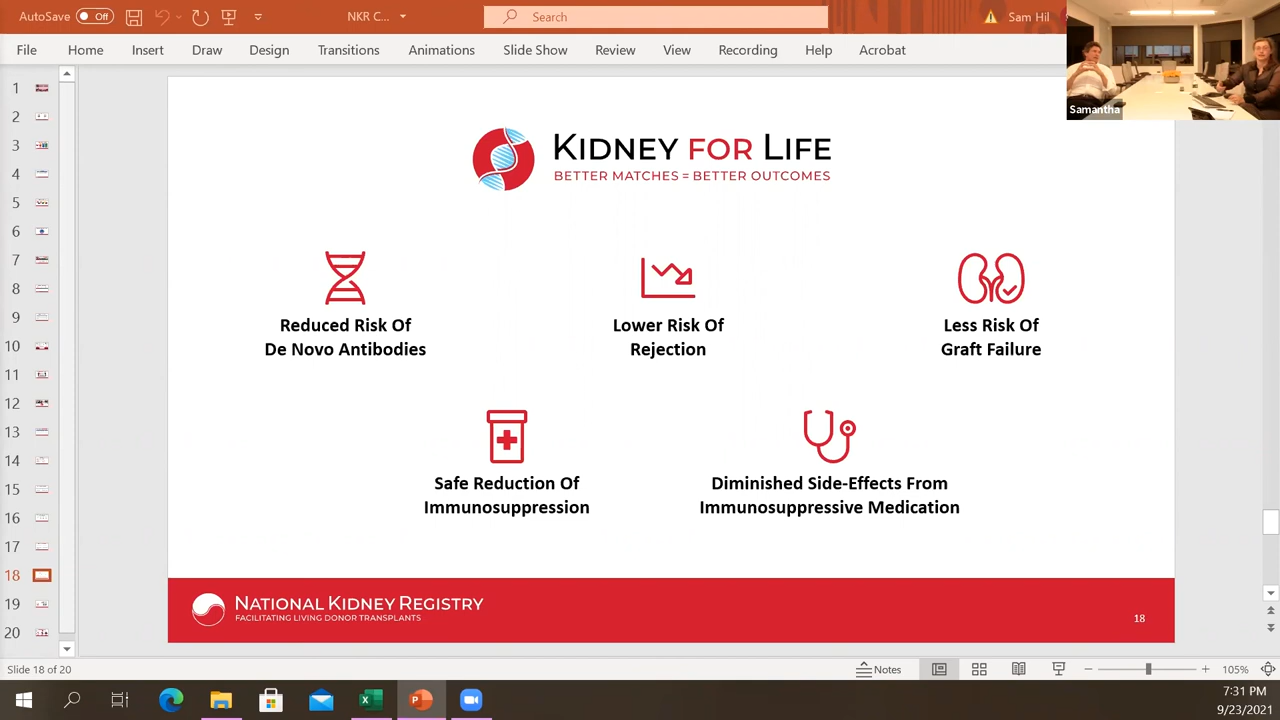 AutoSave
Off
NKR C...
Search
Sam Hil
Samantha
File Home Insert Draw Design Transitions Animations Slide Show Review View Recording Help Acrobat
1
2
5
6
7
8
10
11
12
13
14
15
16
17
18
19
20
KIDNEY FOR LIFE
BETTER MATCHES = BETTER OUTCOMES
Reduced Risk Of
De Novo Antibodies
Lower Risk Of
Rejection
Less Risk Of
Graft Failure
Safe Reduction Of
Immunosuppression
Diminished Side-Effects From
Immunosuppressive Medication
NATIONAL KIDNEY REGISTRY
FACILITATING LIVING DONOR TRANSPLANTS
18
Slide 18 of 20
Notes
105%
7:31 PM
9/23/2021